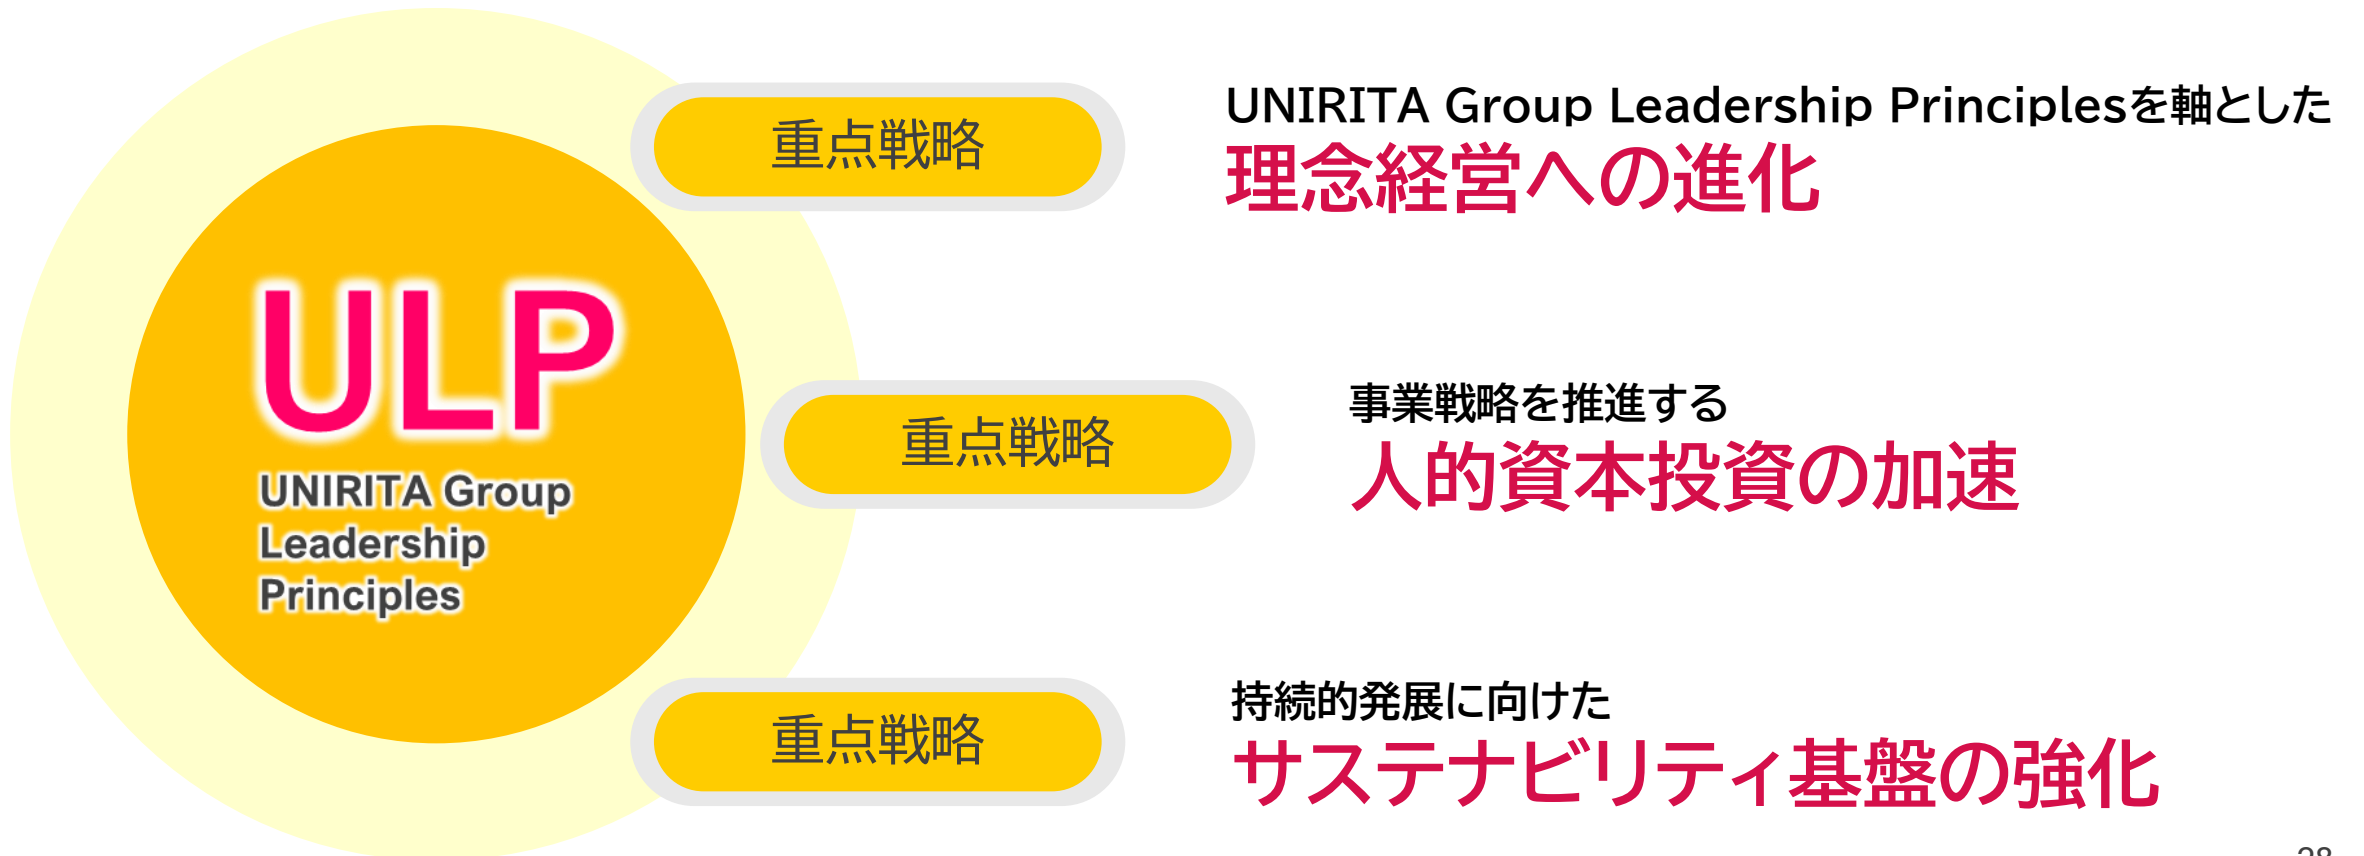 ULP
UNIRITA Group
Leadership
Principles
重点戦略
UNIRITA Group Leadership Principlesを軸とした
理念経営への進化
重点戦略
事業戦略を推進する
人的資本投資の加速
重点戦略
持続的発展に向けた
サステナビリティ基盤の強化